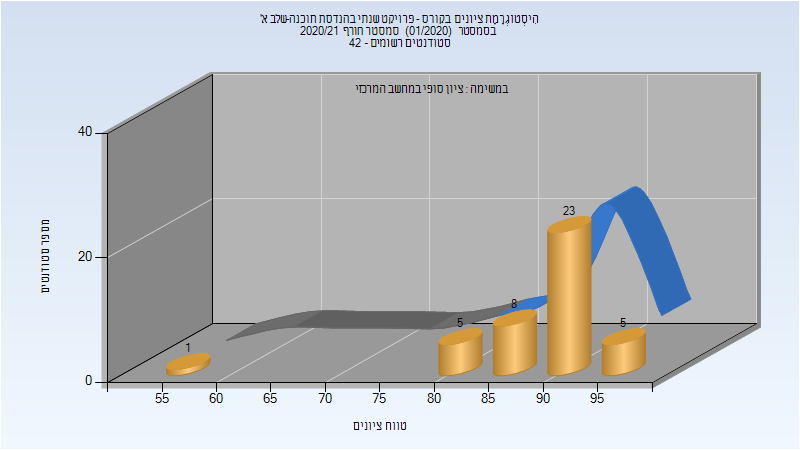 היסטוגרמת ציונים בקורס - פרויקט שנתי בהנדסת תוכנה-שלב א'
בסמסטר (01/2020) סמסטר חורף 2020/21
סטודנטים רשומים - 42
במשימה : ציון סופי במחשב המרכזי
40
20
0
מספר סטודנטים
1
5
8
23
5
55
60
65
70
75
80
85
90
95
טווח ציונים